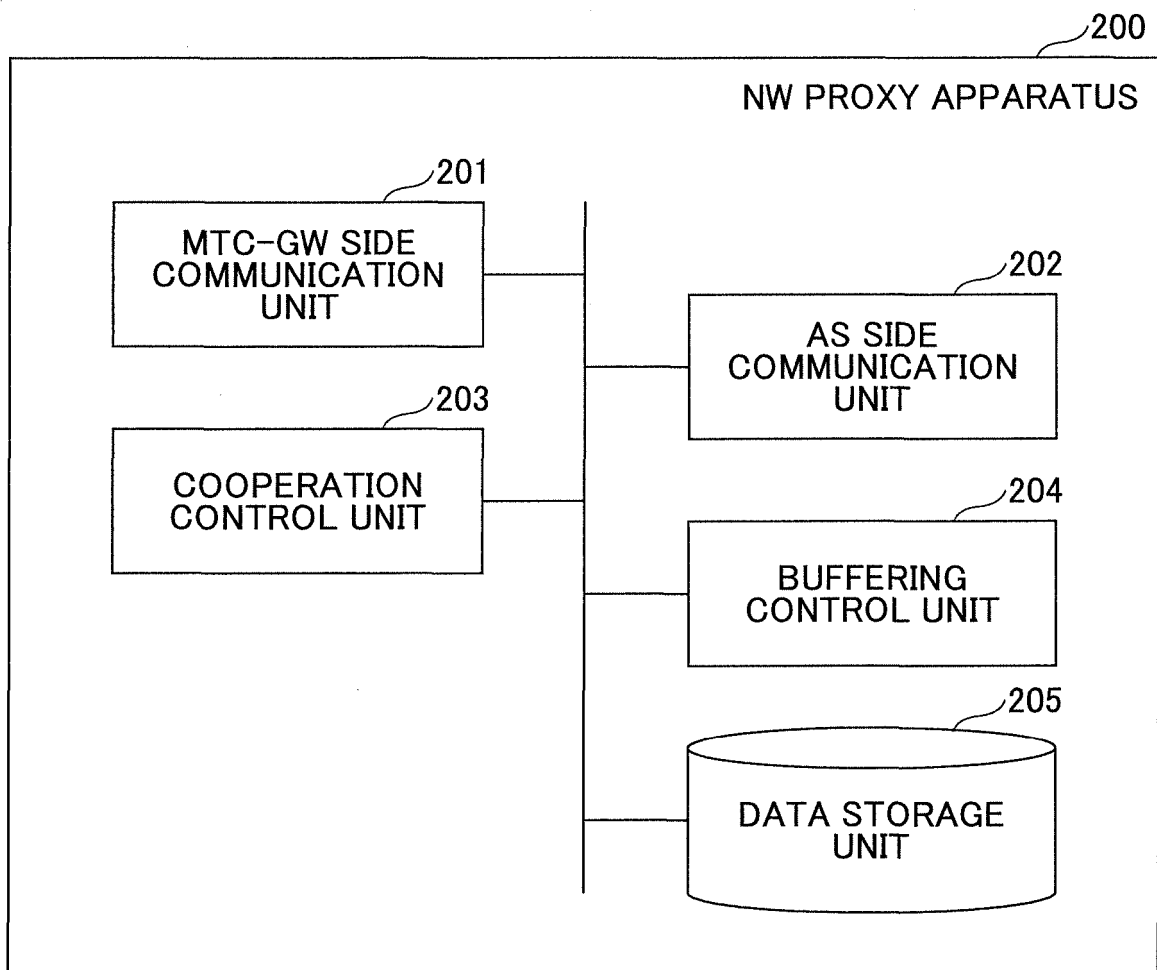 200
NW PROXY APPARATUS
201
MTC-GW SIDE
COMMUNICATION
UNIT
202
AS SIDE
COMMUNICATION
UNIT
203
COOPERATION
CONTROL UNIT
204
BUFFERING
CONTROL UNIT
205
DATA STORAGE
UNIT